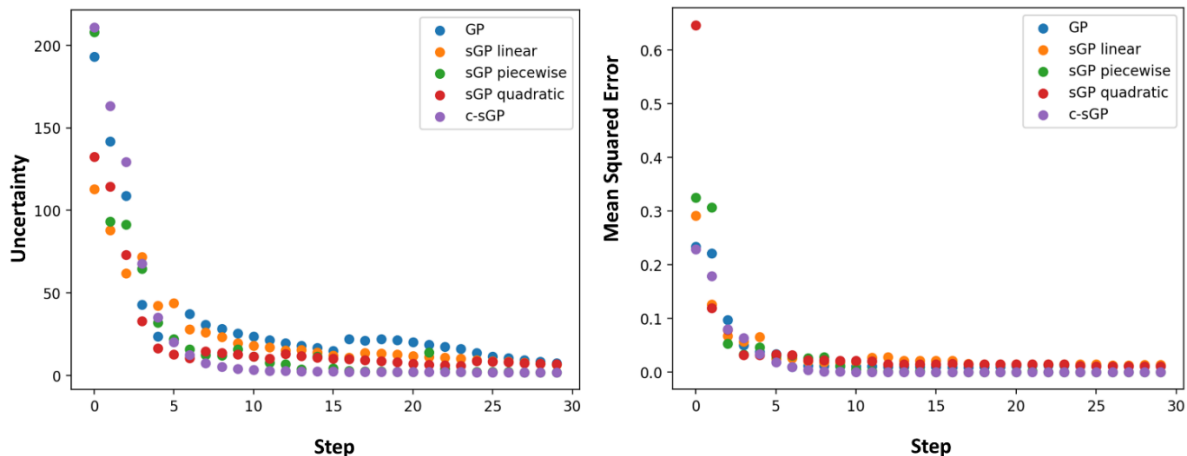 200
150
100
50
0
Uncertainty
GP
sGP linear
sGP piecewise
sGP quadratic
c-sGP
0 5 10 15 20 25 30
Step
0.6
0.5
0.4
0.3
0.2
0.1
0.0
Mean Squared Error
GP
sGP linear
sGP piecewise
sGP quadratic
c-sGP
0 5 10 15 20 25 30
Step